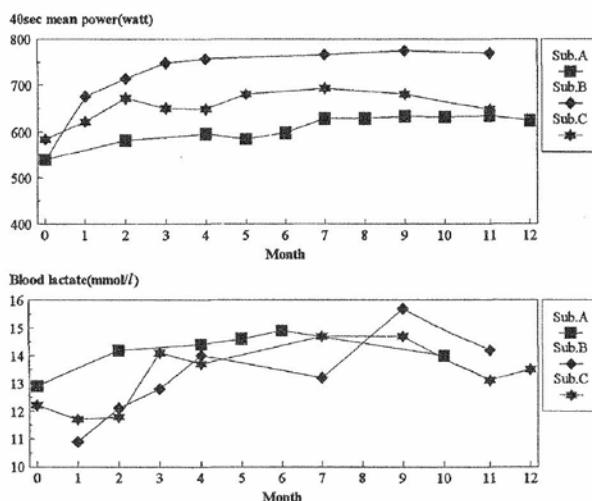 40sec mean power(watt)
800
700
600
500
400
0 1 2 3 4 5 6 7 8 9 10 11 12
Month
Sub.A
Sub.B
Sub.C
Blood lactate(mmol/l)
16
15
14
13
12
11
10
0 1 2 3 4 5 6 7 8 9 10 11 12
Month
Sub.A
Sub.B
Sub.C